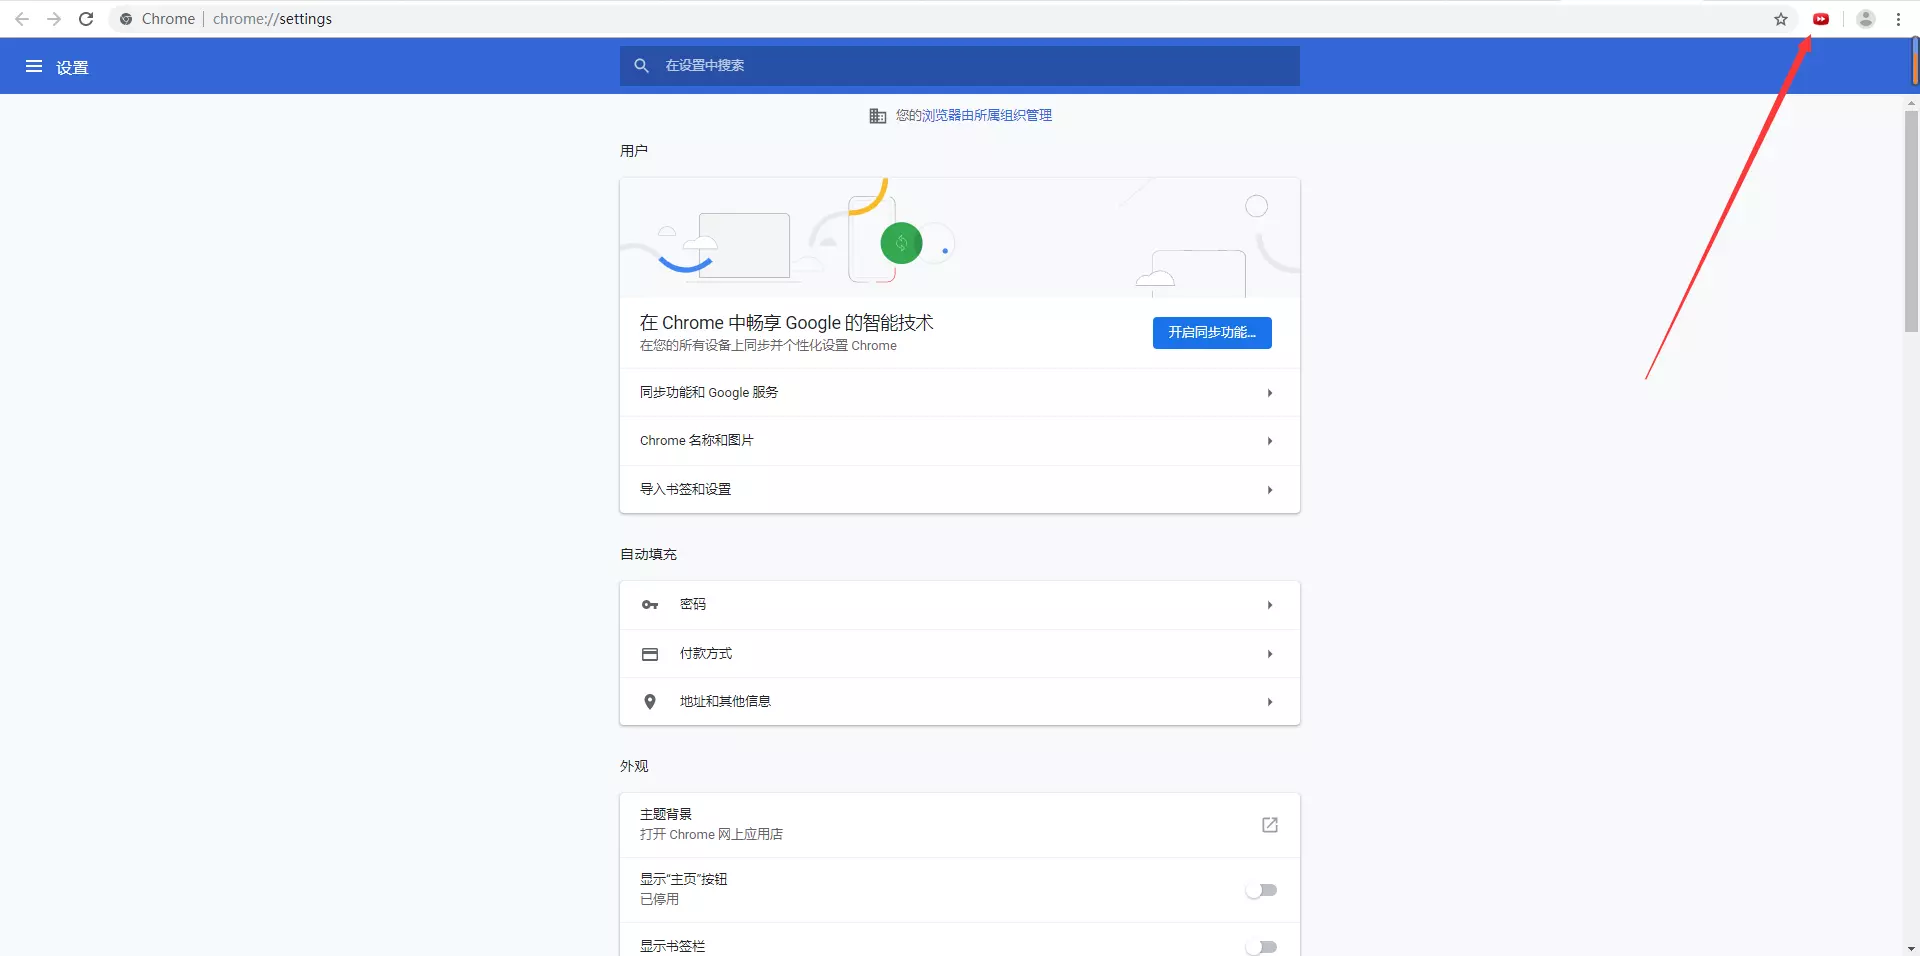 Chrome | chrome://settings
设置
在设置中搜索
您的浏览器由所属组织管理
用户
在 Chrome 中畅享 Google 的智能技术
在您的所有设备上同步并个性化设置 Chrome
开启同步功能...
同步功能和 Google 服务
Chrome 名称和图片
导入书签和设置
自动填充
密码
付款方式
地址和其他信息
外观
主题背景
打开 Chrome 网上应用店
显示“主页”按钮
已停用
显示书签栏